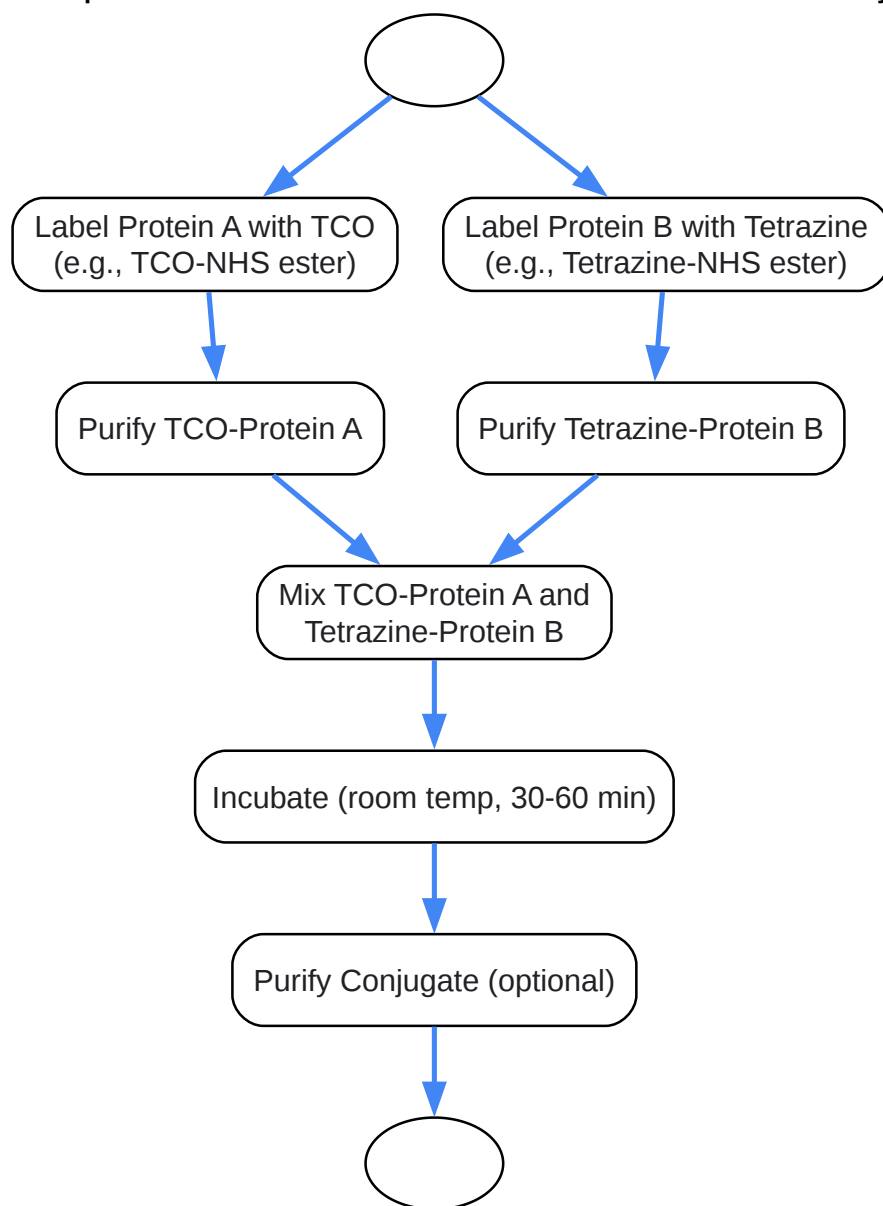 Label Protein A with TCO
(e.g., TCO-NHS ester)
Label Protein B with Tetrazine
(e.g., Tetrazine-NHS ester)
Purify TCO-Protein A
Purify Tetrazine-Protein B
Mix TCO-Protein A and
Tetrazine-Protein B
Incubate (room temp, 30-60 min)
Purify Conjugate (optional)